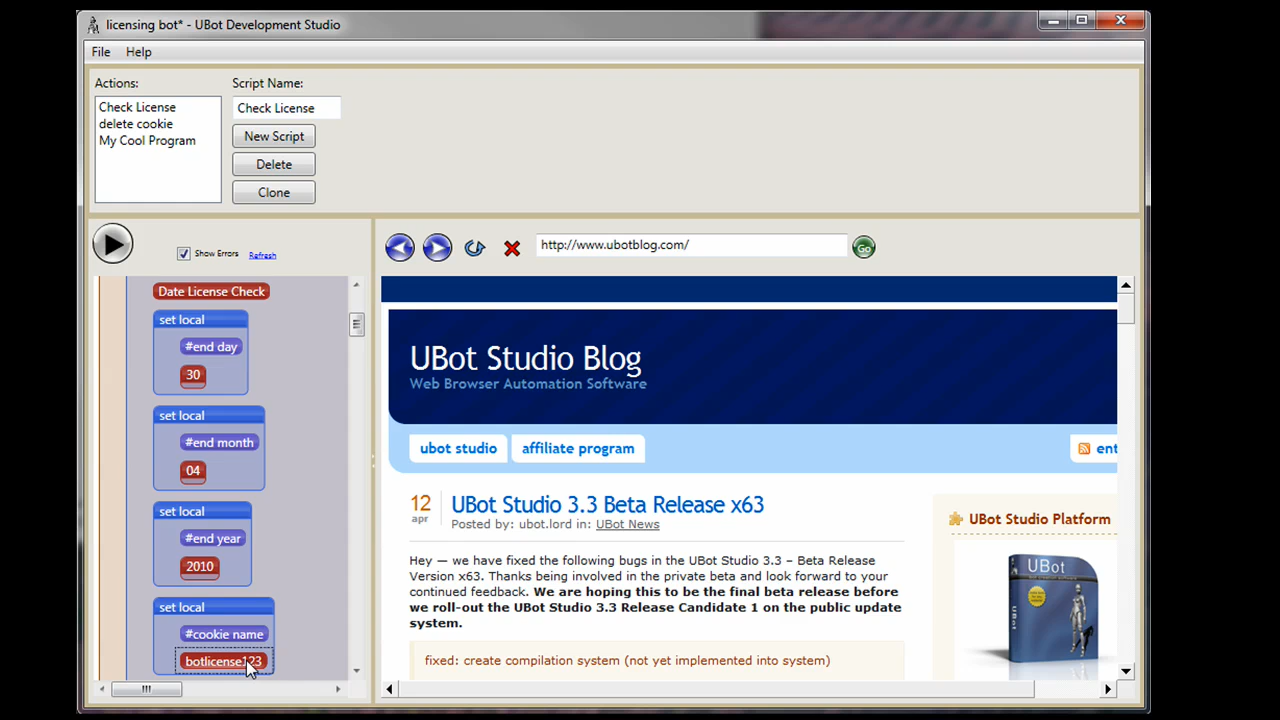 licensing bot* - UBot Development Studio
File Help
Actions:
Check License
delete cookie
My Cool Program
Script Name:
Check License
New Script
Delete
Clone
Show Errors Refresh
Date License Check
set local
#end day
30
set local
#end month
04
set local
#end year
2010
set local
#cookie name
botlicense123
http://www.ubotblog.com/
Go
UBot Studio Blog
Web Browser Automation Software
ubot studio
affiliate program
ent
12
apr
UBot Studio 3.3 Beta Release x63
Posted by: ubot.lord in: UBot News
Hey — we have fixed the following bugs in the UBot Studio 3.3 – Beta Release
Version x63. Thanks being involved in the private beta and look forward to your
continued feedback. We are hoping this to be the final beta release before
we roll-out the UBot Studio 3.3 Release Candidate 1 on the public update
system.
fixed: create compilation system (not yet implemented into system)
UBot Studio Platform
UBot
UBot